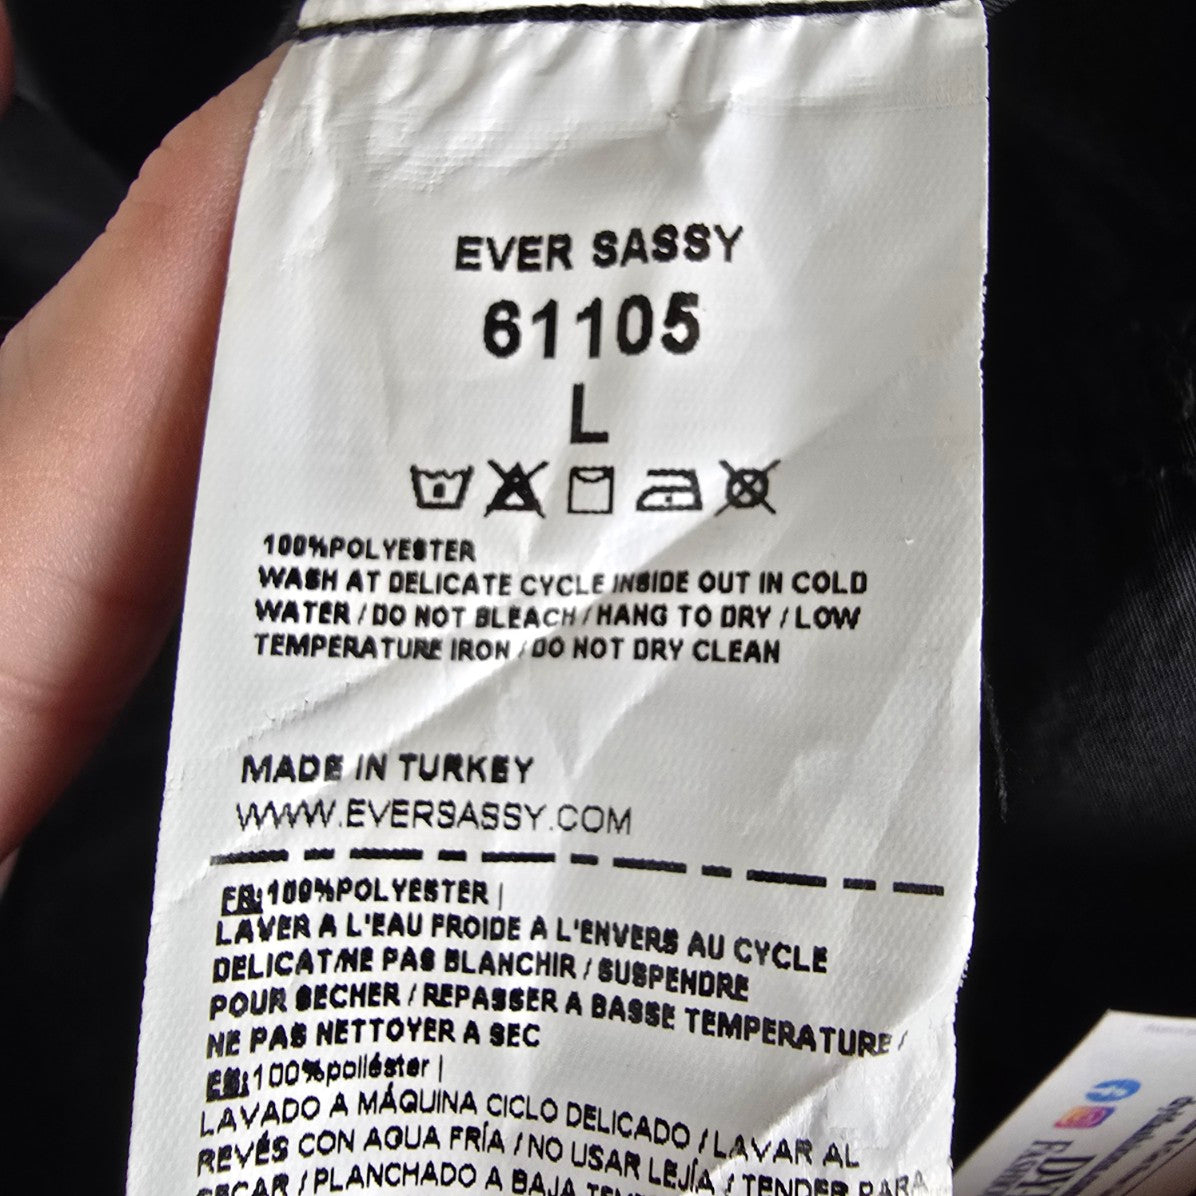 EVER SASSY
61105
L
100%POLYESTER
WASH AT DELICATE CYCLE INSIDE OUT IN COLD
WATER / DO NOT BLEACH / HANG TO DRY / LOW
TEMPERATURE IRON / DO NOT DRY CLEAN
MADE IN TURKEY
WWW.EVERSASSY.COM
FR:100%POLYESTER |
LAVER A L'EAU FROIDE A L'ENVERS AU CYCLE
DELICAT/NE PAS BLANCHIR / SUSPENDRE
POUR SECHER / REPASSER A BASSE TEMPERATURE /
NE PAS NETTOYER A SEC
ES:100%poliéster |
LAVADO A MÁQUINA CICLO DELICADO / LAVAR AL
REVÉS CON AGUA FRÍA / NO USAR LEJÍA / TENDER PARA
SECAR / PLANCHADO A BAJA